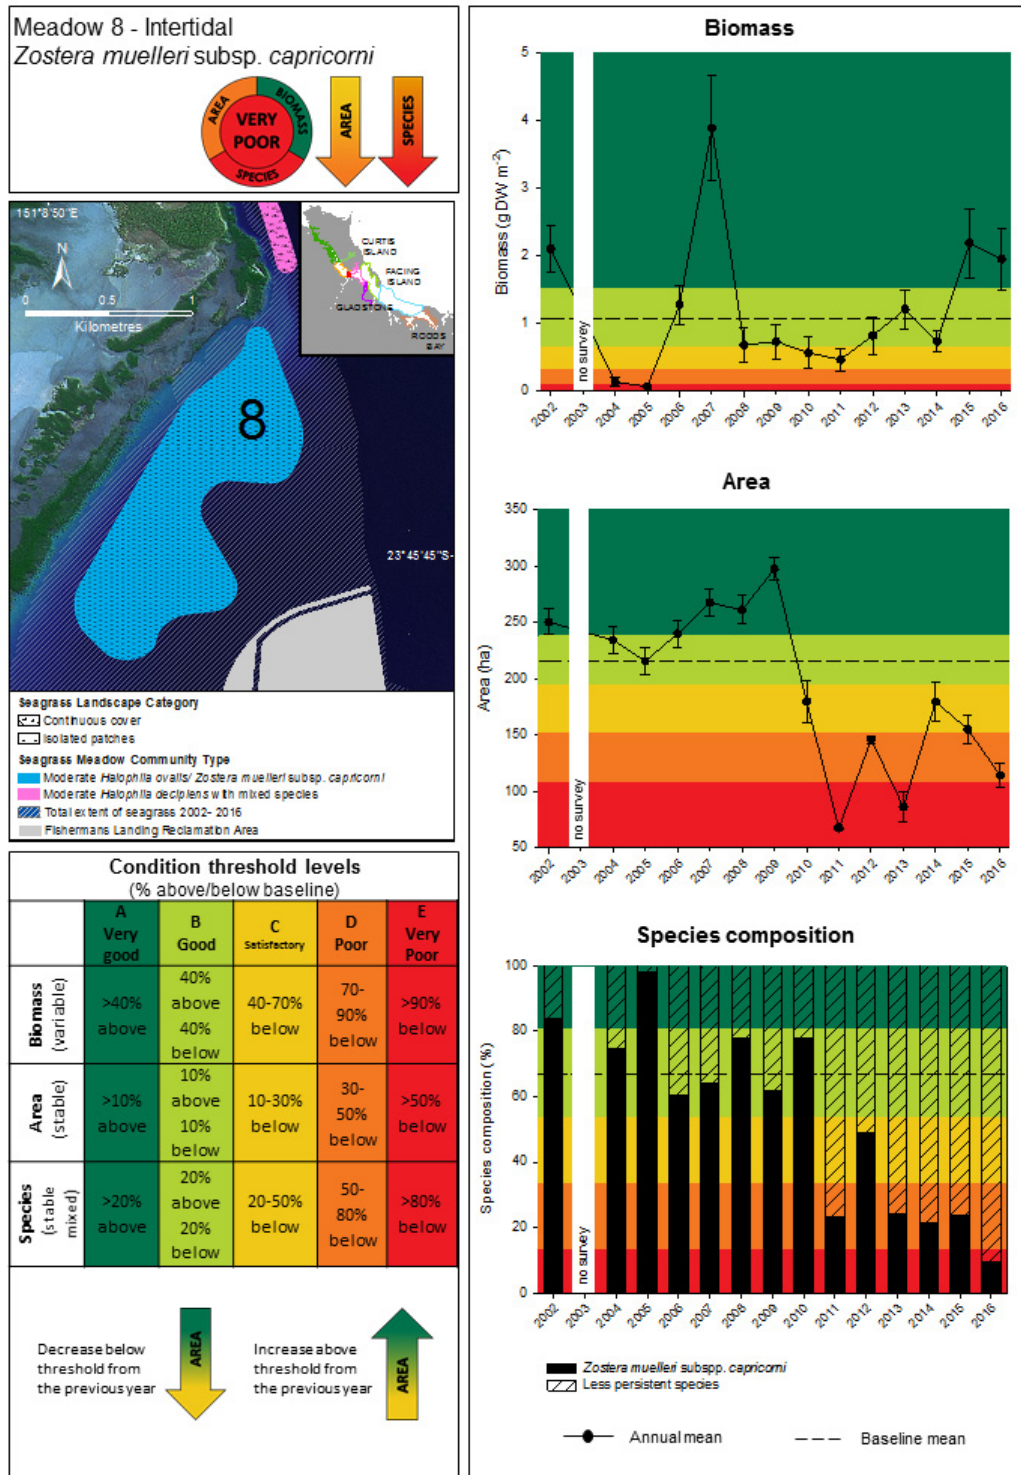 Meadow 8 - Intertidal
Zostera muelleri subsp. capricorni
AREA
BIOMASS
SPECIES
VERY
POOR
AREA
SPECIES
151°8'50"E
N
0 0.5 1
Kilometres
CURTIS
ISLAND
FACING
ISLAND
GLADSTONE
RODDS
BAY
8
23°45'45"S
Seagrass Landscape Category
Continuous cover
Isolated patches
Seagrass Meadow Community Type
Moderate Halophila ovalis/ Zostera muelleri subsp. capricorni
Moderate Halophila decipiens with mixed species
Total extent of seagrass 2002- 2016
Fishermans Landing Reclamation Area
Condition threshold levels
(% above/below baseline)
A
Very
good
B
Good
C
Satisfactory
D
Poor
E
Very
Poor
Biomass
(variable)
>40%
above
40%
above
40%
below
40-70%
below
70-
90%
below
>90%
below
Area
(stable)
>10%
above
10%
above
10%
below
10-30%
below
30-
50%
below
>50%
below
Species
(stable
mixed)
>20%
above
20%
above
20%
below
20-50%
below
50-
80%
below
>80%
below
Decrease below
threshold from
the previous year
AREA
Increase above
threshold from
the previous year
AREA
Biomass
Biomass (g DW m-2)
5
4
3
2
1
0
no survey
2002 2003 2004 2005 2006 2007 2008 2009 2010 2011 2012 2013 2014 2015 2016
Area
Area (ha)
350
300
250
200
150
100
50
no survey
2002 2003 2004 2005 2006 2007 2008 2009 2010 2011 2012 2013 2014 2015 2016
Species composition
Species composition (%)
100
80
60
40
20
0
no survey
2002 2003 2004 2005 2006 2007 2008 2009 2010 2011 2012 2013 2014 2015 2016
Zostera muelleri subspp. capricorni
Less persistent species
Annual mean
Baseline mean